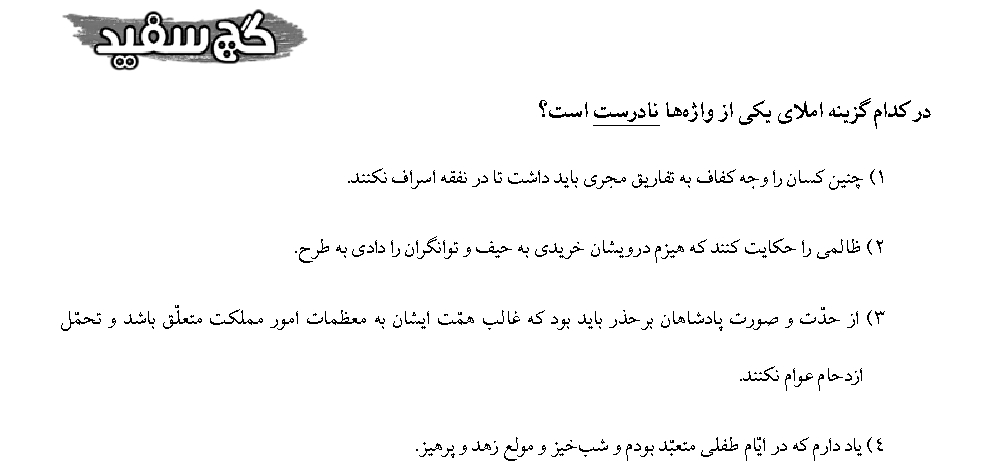 گچ سفید
در کدام گزینه املای یکی از واژه‌ها نادرست است؟
۱) چنین کسان را وجه کفاف به تفاریق مجری باید داشت تا در نفقه اسراف نکنند.
۲) ظالمی را حکایت کنند که هیزم درویشان خریدی به حیف و توانگران را دادی به طرح.
۳) از حدّت و صورت پادشاهان برحذر باید بود که غالب همّت ایشان به معظمات امور مملکت متعلّق باشد و تحمّل
ازدحام عوام نکنند.
۴) یاد دارم که در ایّام طفلی متعبّد بودم و شب‌خیز و مولع زهد و پرهیز.